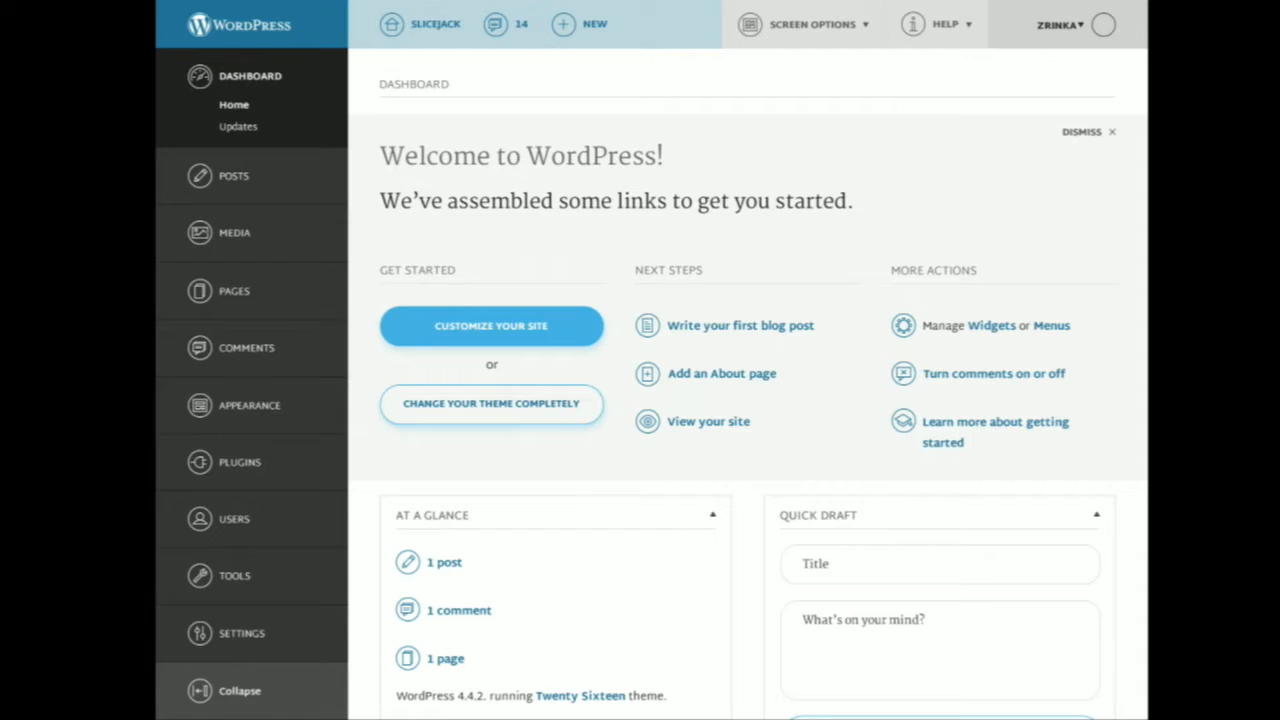 WORDPRESS
SLICEJACK
14
NEW
SCREEN OPTIONS
HELP
ZRINKA
DASHBOARD
Home
Updates
POSTS
MEDIA
PAGES
COMMENTS
APPEARANCE
PLUGINS
USERS
TOOLS
SETTINGS
Collapse
DASHBOARD
DISMISS ×
Welcome to WordPress!
We've assembled some links to get you started.
GET STARTED
CUSTOMIZE YOUR SITE
or
CHANGE YOUR THEME COMPLETELY
NEXT STEPS
Write your first blog post
Add an About page
View your site
MORE ACTIONS
Manage Widgets or Menus
Turn comments on or off
Learn more about getting
started
AT A GLANCE
1 post
1 comment
1 page
WordPress 4.4.2. running Twenty Sixteen theme.
QUICK DRAFT
Title
What's on your mind?